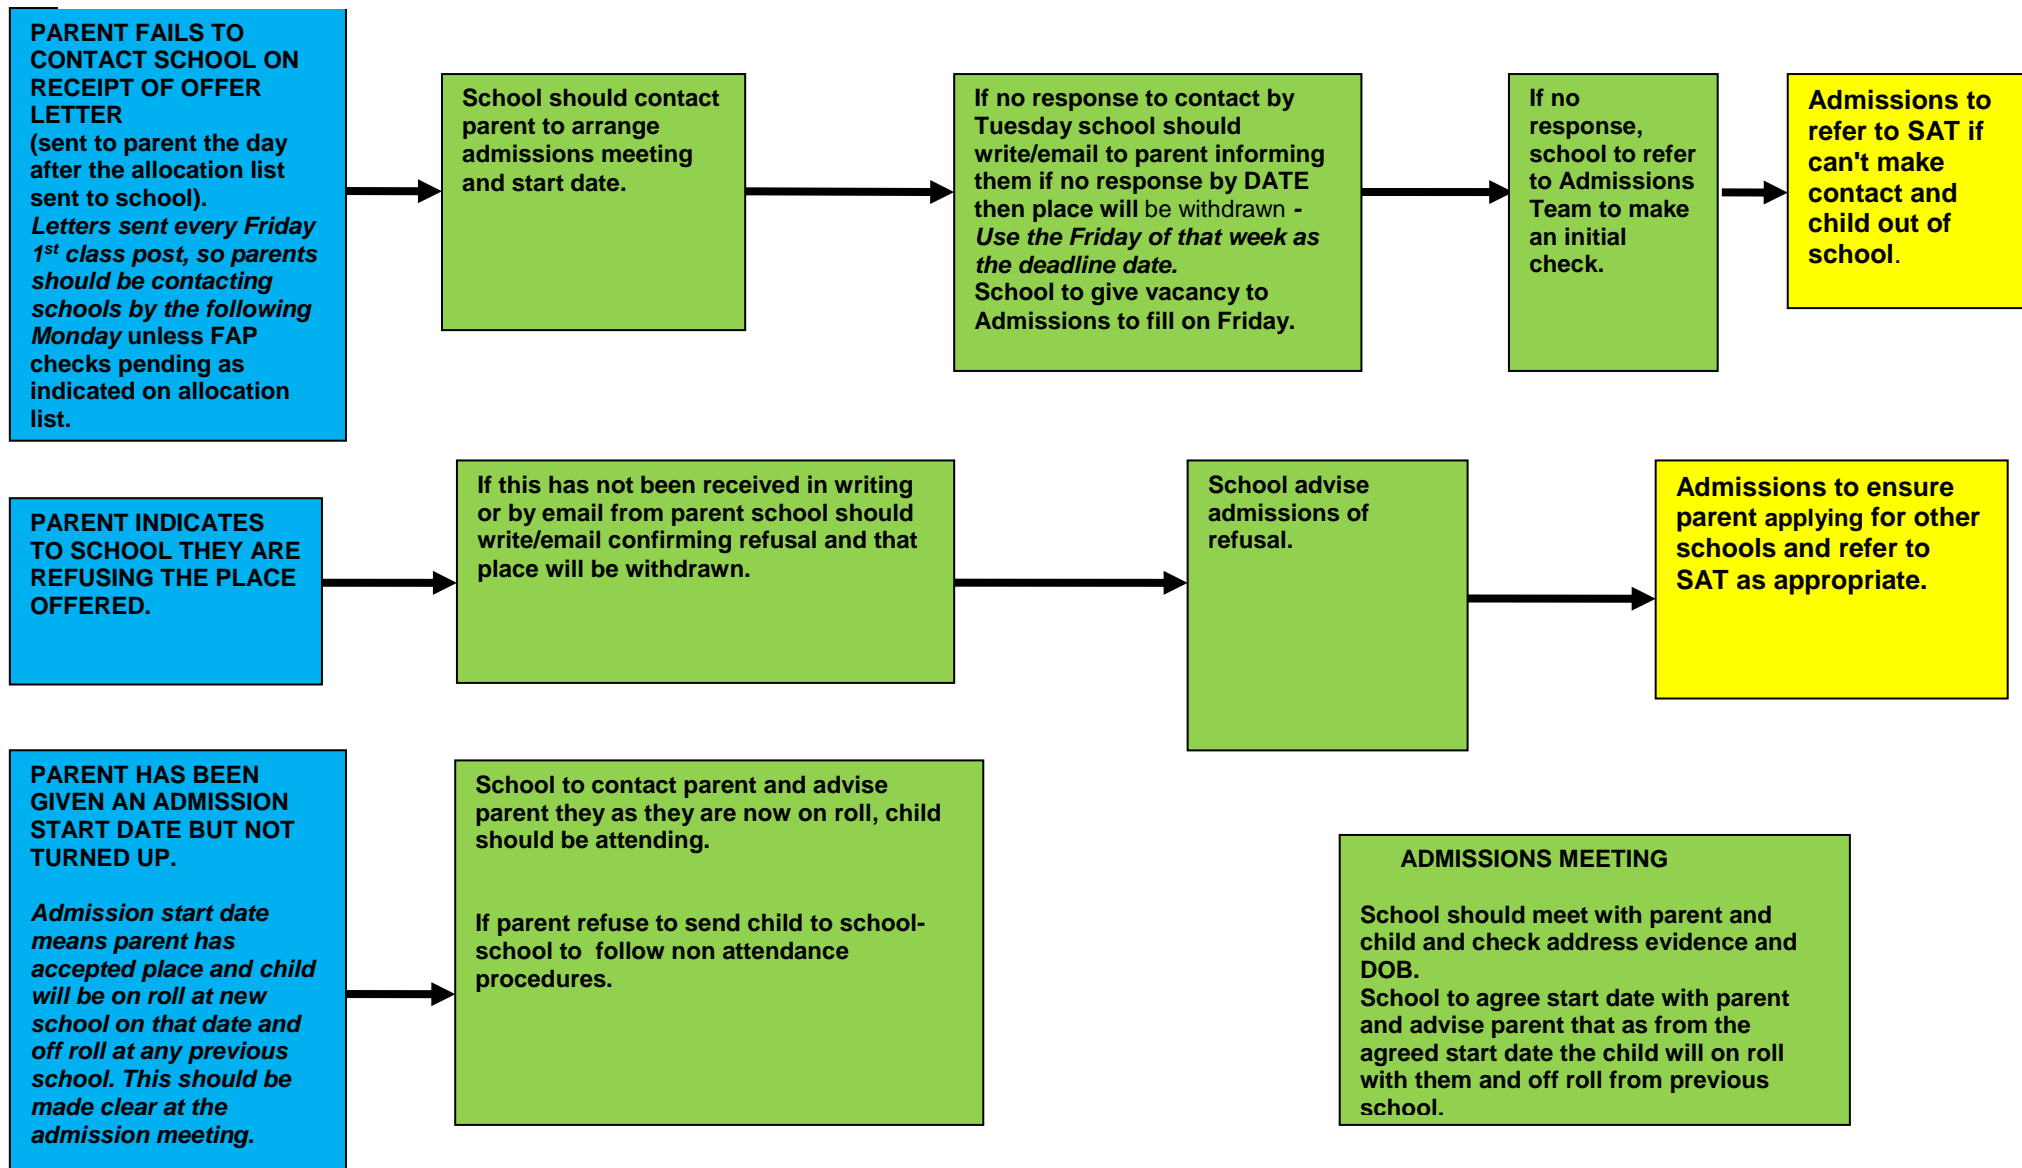 PARENT FAILS TO
CONTACT SCHOOL ON
RECEIPT OF OFFER
LETTER
(sent to parent the day
after the allocation list
sent to school).
Letters sent every Friday
1st class post, so parents
should be contacting
schools by the following
Monday unless FAP
checks pending as
indicated on allocation
list.
School should contact
parent to arrange
admissions meeting
and start date.
If no response to contact by
Tuesday school should
write/email to parent informing
them if no response by DATE
then place will be withdrawn -
Use the Friday of that week as
the deadline date.
School to give vacancy to
Admissions to fill on Friday.
If no
response,
school to refer
to Admissions
Team to make
an initial
check.
Admissions to
refer to SAT if
can't make
contact and
child out of
school.
PARENT INDICATES
TO SCHOOL THEY ARE
REFUSING THE PLACE
OFFERED.
If this has not been received in writing
or by email from parent school should
write/email confirming refusal and that
place will be withdrawn.
School advise
admissions of
refusal.
Admissions to ensure
parent applying for other
schools and refer to
SAT as appropriate.
PARENT HAS BEEN
GIVEN AN ADMISSION
START DATE BUT NOT
TURNED UP.
Admission start date
means parent has
accepted place and child
will be on roll at new
school on that date and
off roll at any previous
school. This should be
made clear at the
admission meeting.
School to contact parent and advise
parent they as they are now on roll, child
should be attending.
If parent refuse to send child to school-
school to  follow non attendance
procedures.
ADMISSIONS MEETING
School should meet with parent and
child and check address evidence and
DOB.
School to agree start date with parent
and advise parent that as from the
agreed start date the child will on roll
with them and off roll from previous
school.